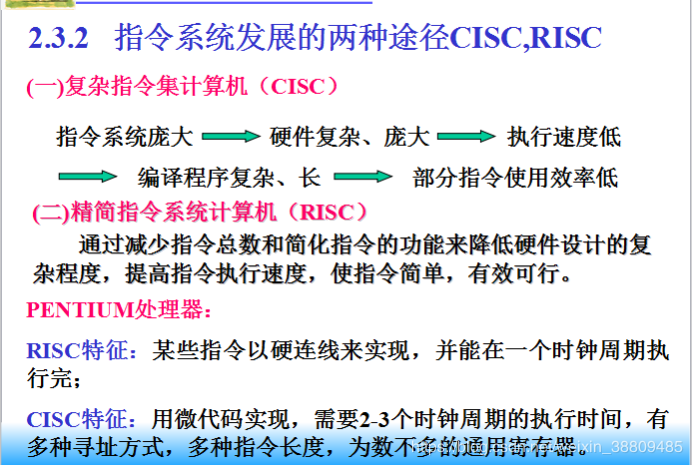 2.3.2 指令系统发展的两种途径CISC,RISC
(一)复杂指令集计算机（CISC）
指令系统庞大 硬件复杂、庞大 执行速度低
编译程序复杂、长 部分指令使用效率低
(二)精简指令系统计算机（RISC）
通过减少指令总数和简化指令的功能来降低硬件设计的复
杂程度，提高指令执行速度，使指令简单，有效可行。
PENTIUM处理器：
RISC特征：某些指令以硬连线来实现，并能在一个时钟周期执
行完；
CISC特征：用微代码实现，需要2-3个时钟周期的执行时间，有
多种寻址方式，多种指令长度，为数不多的通用寄存器。